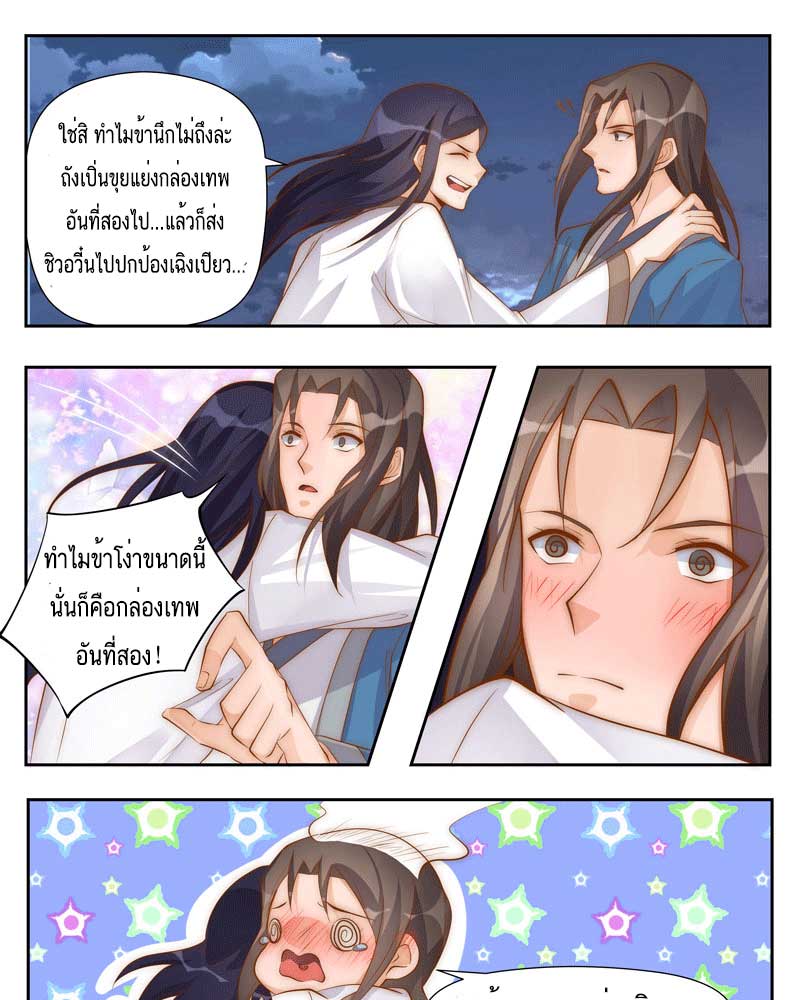 ใช่สิ ทำไมข้านึกไม่ถึงล่ะ
ถังเปิ่นขุยแย่งกล่องเทพ
อันที่สองไป...แล้วก็ส่ง
ชิวอวิ๋นไปปกป้องเฉิงเปียว...
ทำไมข้าโง่าขนาดนี้
นั่นก็คือกล่องเทพ
อันที่สอง!